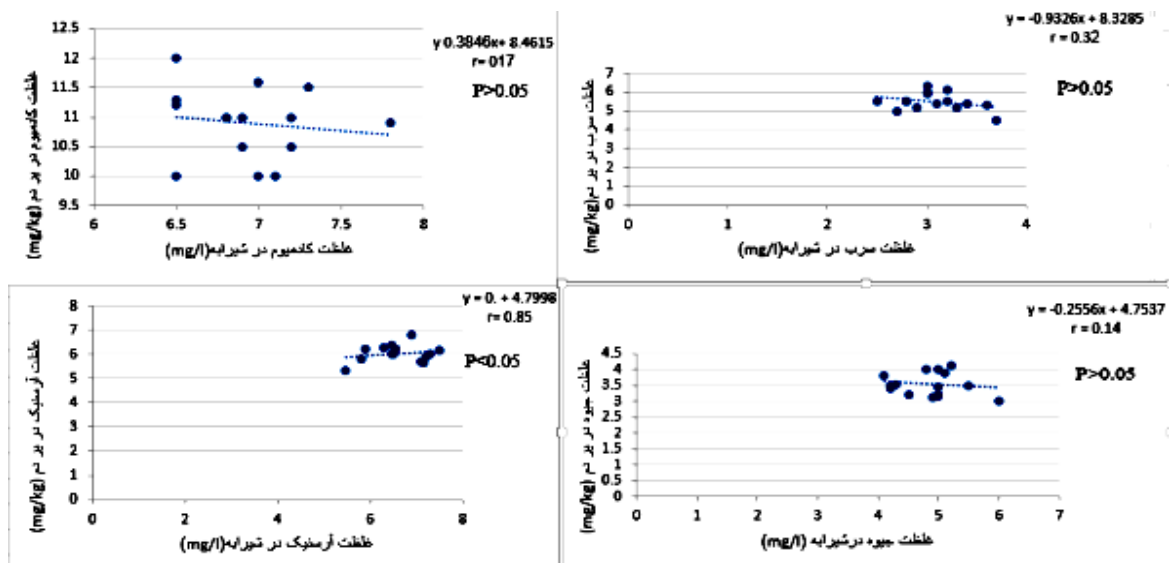 y 0.3846x+ 8.4615
r= 017
P>0.05
12.5
12
11.5
11
10.5
10
9.5
6
6.5
7
7.5
8
غلظت کادمیوم در پر دم (mg/kg)
غلظت کادمیوم در شیرابه(mg/l)
y = -0.9326x + 8.3285
r = 0.32
P>0.05
7
6
5
4
3
2
1
0
0
1
2
3
4
غلظت سرب در پر دم(mg/kg)
غلظت سرب در شیرابه(mg/l)
y = 0. + 4.7998
r= 0.85
P<0.05
8
7
6
5
4
3
2
1
0
0
2
4
6
8
غلظت آرسنیک در پر دم (mg/kg)
غلظت آرسنیک در شیرابه(mg/l)
y = -0.2556x + 4.7537
r = 0.14
P>0.05
4.5
4
3.5
3
2.5
2
1.5
1
0.5
0
0
1
2
3
4
5
6
7
غلظت جیوه در پر دم (mg/kg)
غلظت جیوه درشیرابه (mg/l)